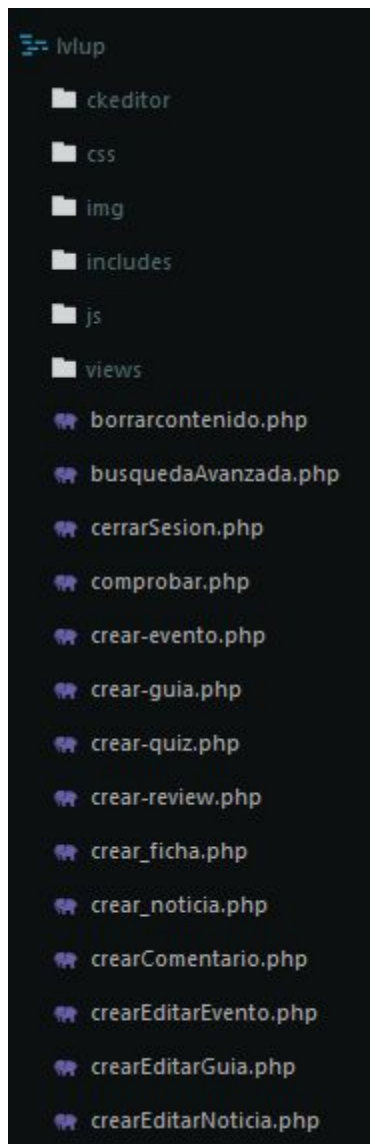 lvlup
ckeditor
css
img
includes
js
views
borrarcontenido.php
busquedaAvanzada.php
cerrarSesion.php
comprobar.php
crear-evento.php
crear-guia.php
crear-quiz.php
crear-review.php
crear_ficha.php
crear_noticia.php
crearComentario.php
crearEditarEvento.php
crearEditarGuia.php
crearEditarNoticia.php